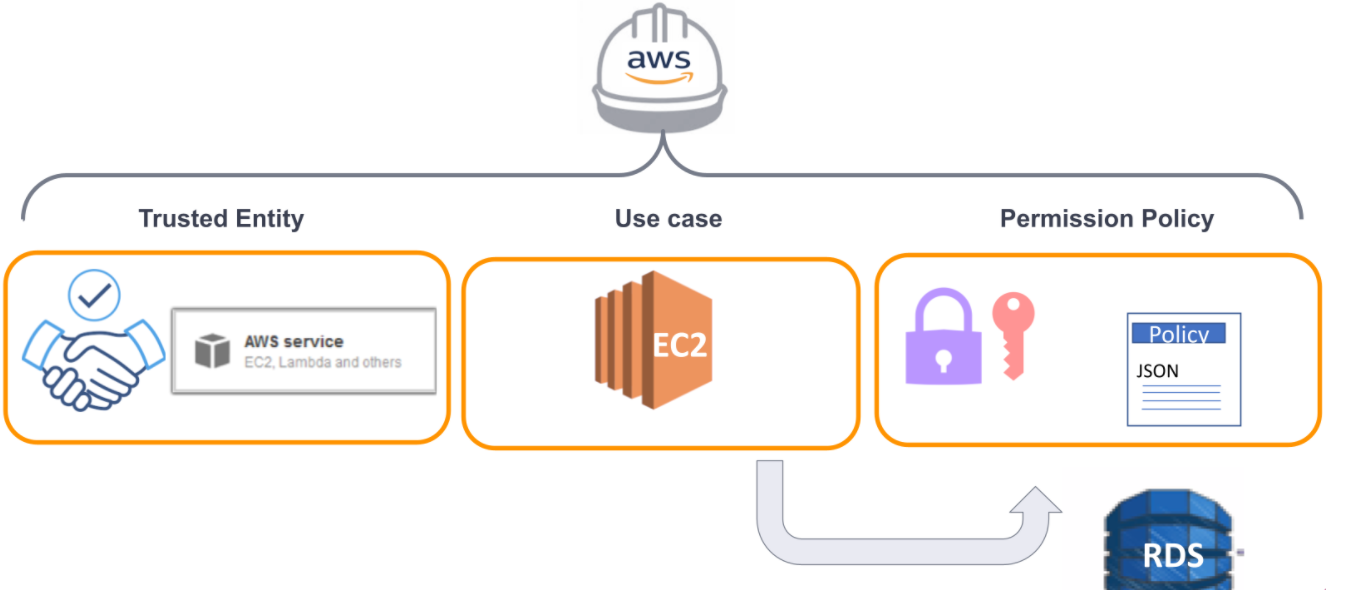 aws
Trusted Entity
Use case
Permission Policy
AWS service
EC2, Lambda and others
EC2
Policy
JSON
RDS